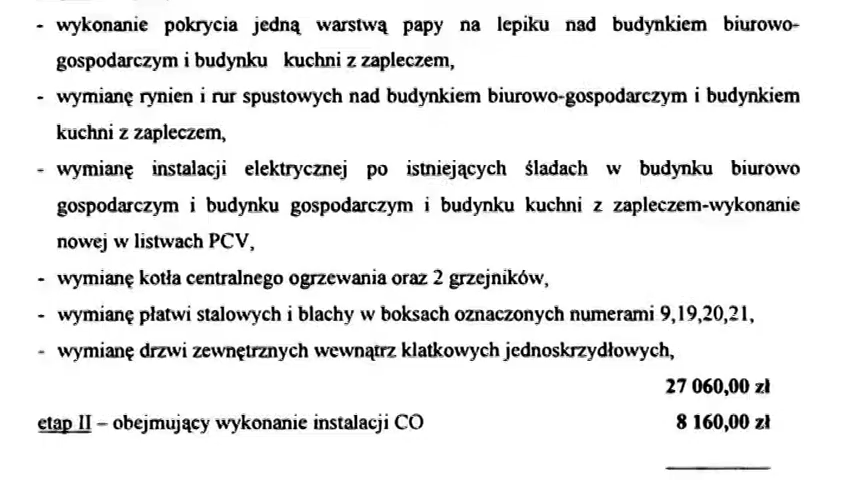 - wykonanie pokrycia jedną warstwą papy na lepiku nad budynkiem biurowo-
gospodarczym i budynku kuchni z zapleczem,
- wymianę rynien i rur spustowych nad budynkiem biurowo-gospodarczym i budynkiem
kuchni z zapleczem,
- wymianę instalacji elektrycznej po istniejących śladach w budynku biurowo
gospodarczym i budynku gospodarczym i budynku kuchni z zapleczem-wykonanie
nowej w listwach PCV,
- wymianę kotła centralnego ogrzewania oraz 2 grzejników,
- wymianę płatwi stalowych i blachy w boksach oznaczonych numerami 9,19,20,21,
- wymianę drzwi zewnętrznych wewnątrz klatkowych jednoskrzydłowych,
27 060,00 zł
etap II – obejmujący wykonanie instalacji CO 8 160,00 zł